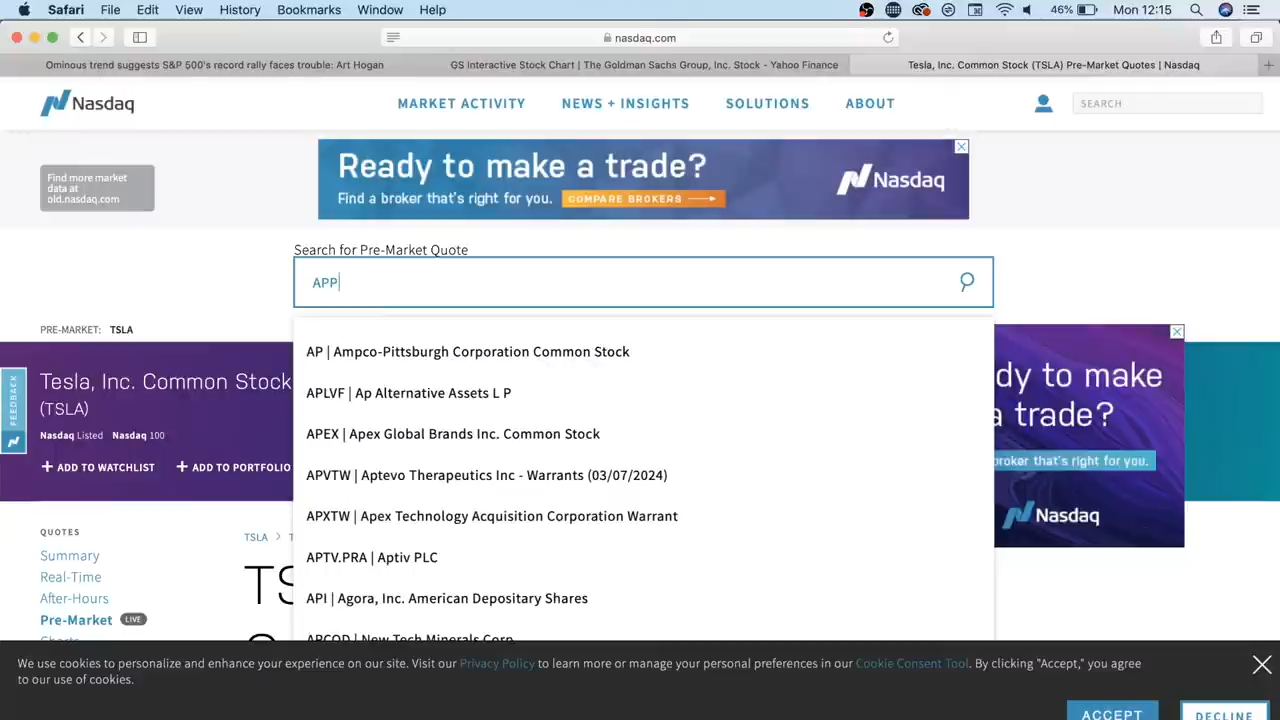 Safari File Edit View History Bookmarks Window Help 46% Mon 12:15
nasdaq.com
Ominous trend suggests S&P 500's record rally faces trouble: Art Hogan
GS Interactive Stock Chart | The Goldman Sachs Group, Inc. Stock - Yahoo Finance
Tesla, Inc. Common Stock (TSLA) Pre-Market Quotes | Nasdaq
Nasdaq
MARKET ACTIVITY NEWS + INSIGHTS SOLUTIONS ABOUT
SEARCH
Find more market
data at
old.nasdaq.com
Ready to make a trade?
Find a broker that's right for you. COMPARE BROKERS
Nasdaq
Search for Pre-Market Quote
APP
PRE-MARKET: TSLA
Tesla, Inc. Common Stock
(TSLA)
Nasdaq Listed Nasdaq 100
+ ADD TO WATCHLIST + ADD TO PORTFOLIO
FEEDBACK
AP | Ampco-Pittsburgh Corporation Common Stock
APLVF | Ap Alternative Assets L P
APEX | Apex Global Brands Inc. Common Stock
APVTW | Aptevo Therapeutics Inc - Warrants (03/07/2024)
APXTW | Apex Technology Acquisition Corporation Warrant
APTV.PRA | Aptiv PLC
API | Agora, Inc. American Depositary Shares
APCOD | New Tech Minerals Corp
dy to make
a trade?
broker that's right for you.
Nasdaq
QUOTES
Summary
Real-Time
After-Hours
Pre-Market LIVE
Charts
TSLA > T
TS
We use cookies to personalize and enhance your experience on our site. Visit our Privacy Policy to learn more or manage your personal preferences in our Cookie Consent Tool. By clicking "Accept," you agree
to our use of cookies.
ACCEPT DECLINE